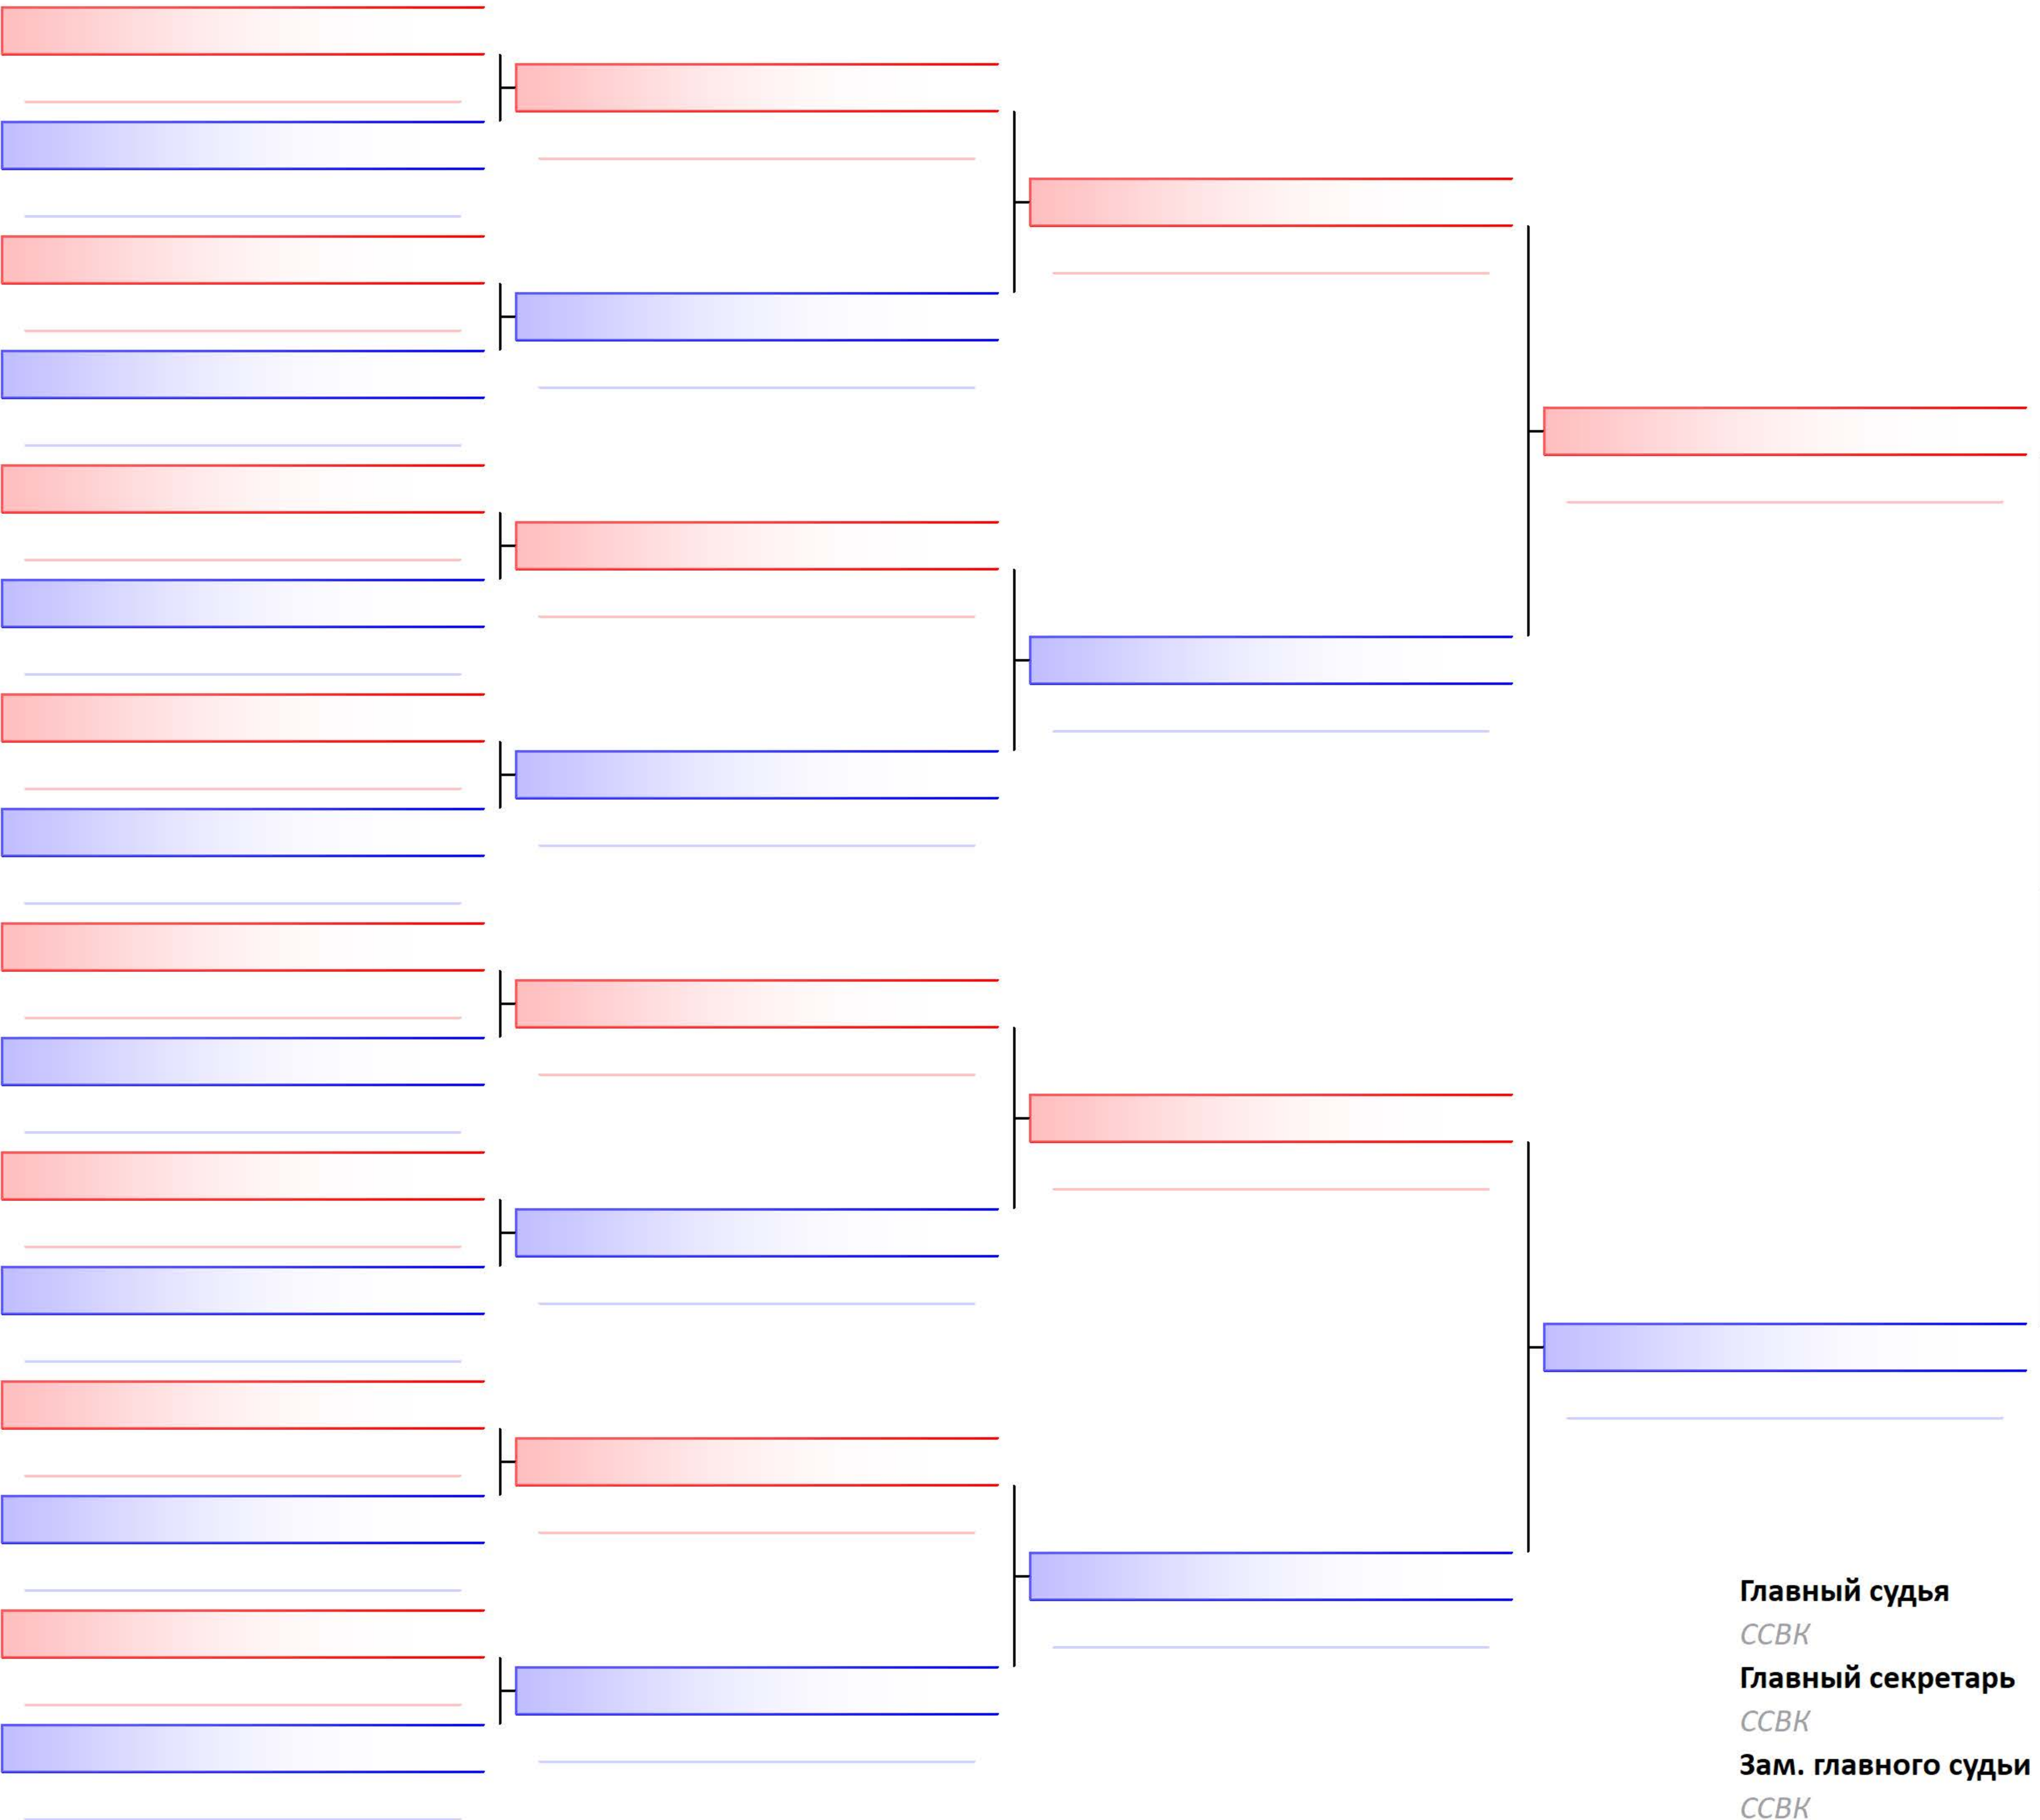 Главный судья
ССВК
Главный секретарь
ССВК
Зам. главного судьи
ССВК